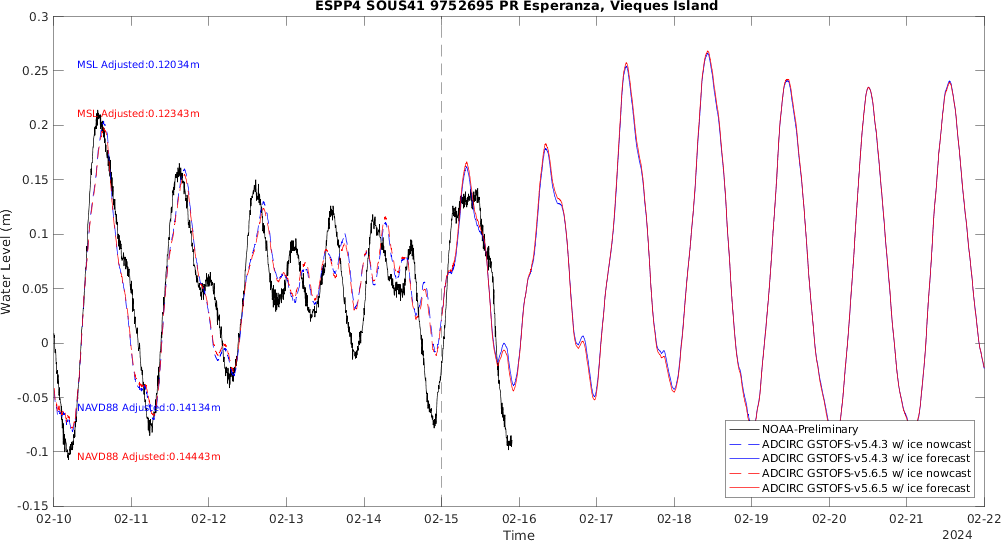 ESPP4 SOUS41 9752695 PR Esperanza, Vieques Island
0.3
0.25
0.2
0.15
0.1
0.05
0
-0.05
-0.1
-0.15
Water Level (m)
MSL Adjusted:0.12034m
MSL Adjusted:0.12343m
NAVD88 Adjusted:0.14134m
NAVD88 Adjusted:0.14443m
NOAA-Preliminary
ADCIRC GSTOFS-v5.4.3 w/ ice nowcast
ADCIRC GSTOFS-v5.4.3 w/ ice forecast
ADCIRC GSTOFS-v5.6.5 w/ ice nowcast
ADCIRC GSTOFS-v5.6.5 w/ ice forecast
02-10 02-11 02-12 02-13 02-14 02-15 02-16 02-17 02-18 02-19 02-20 02-21 02-22
Time
2024